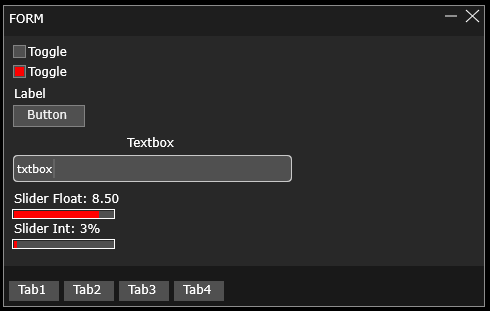 FORM
Toggle
Toggle
Label
Button
Textbox
txtbox
Slider Float: 8.50
Slider Int: 3%
Tab1 Tab2 Tab3 Tab4